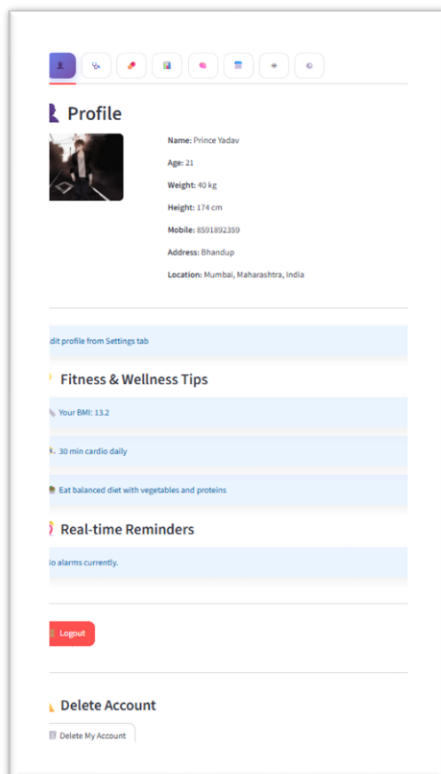 Profile
Name: Prince Yadav
Age: 21
Weight: 40 kg
Height: 174 cm
Mobile: 8591892359
Address: Bhandup
Location: Mumbai, Maharashtra, India
dit profile from Settings tab
Fitness & Wellness Tips
Your BMI: 13.2
30 min cardio daily
Eat balanced diet with vegetables and proteins
Real-time Reminders
o alarms currently.
Logout
Delete Account
Delete My Account